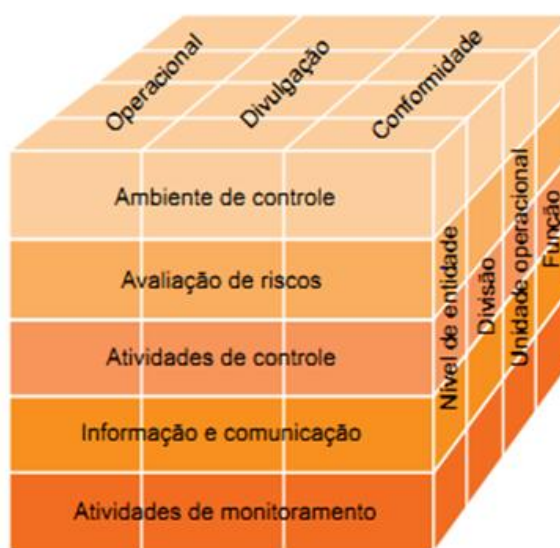 Operacional
Divulgação
Conformidade
Ambiente de controle
Avaliação de riscos
Atividades de controle
Informação e comunicação
Atividades de monitoramento
Nível de entidade
Divisão
Unidade operacional
Função